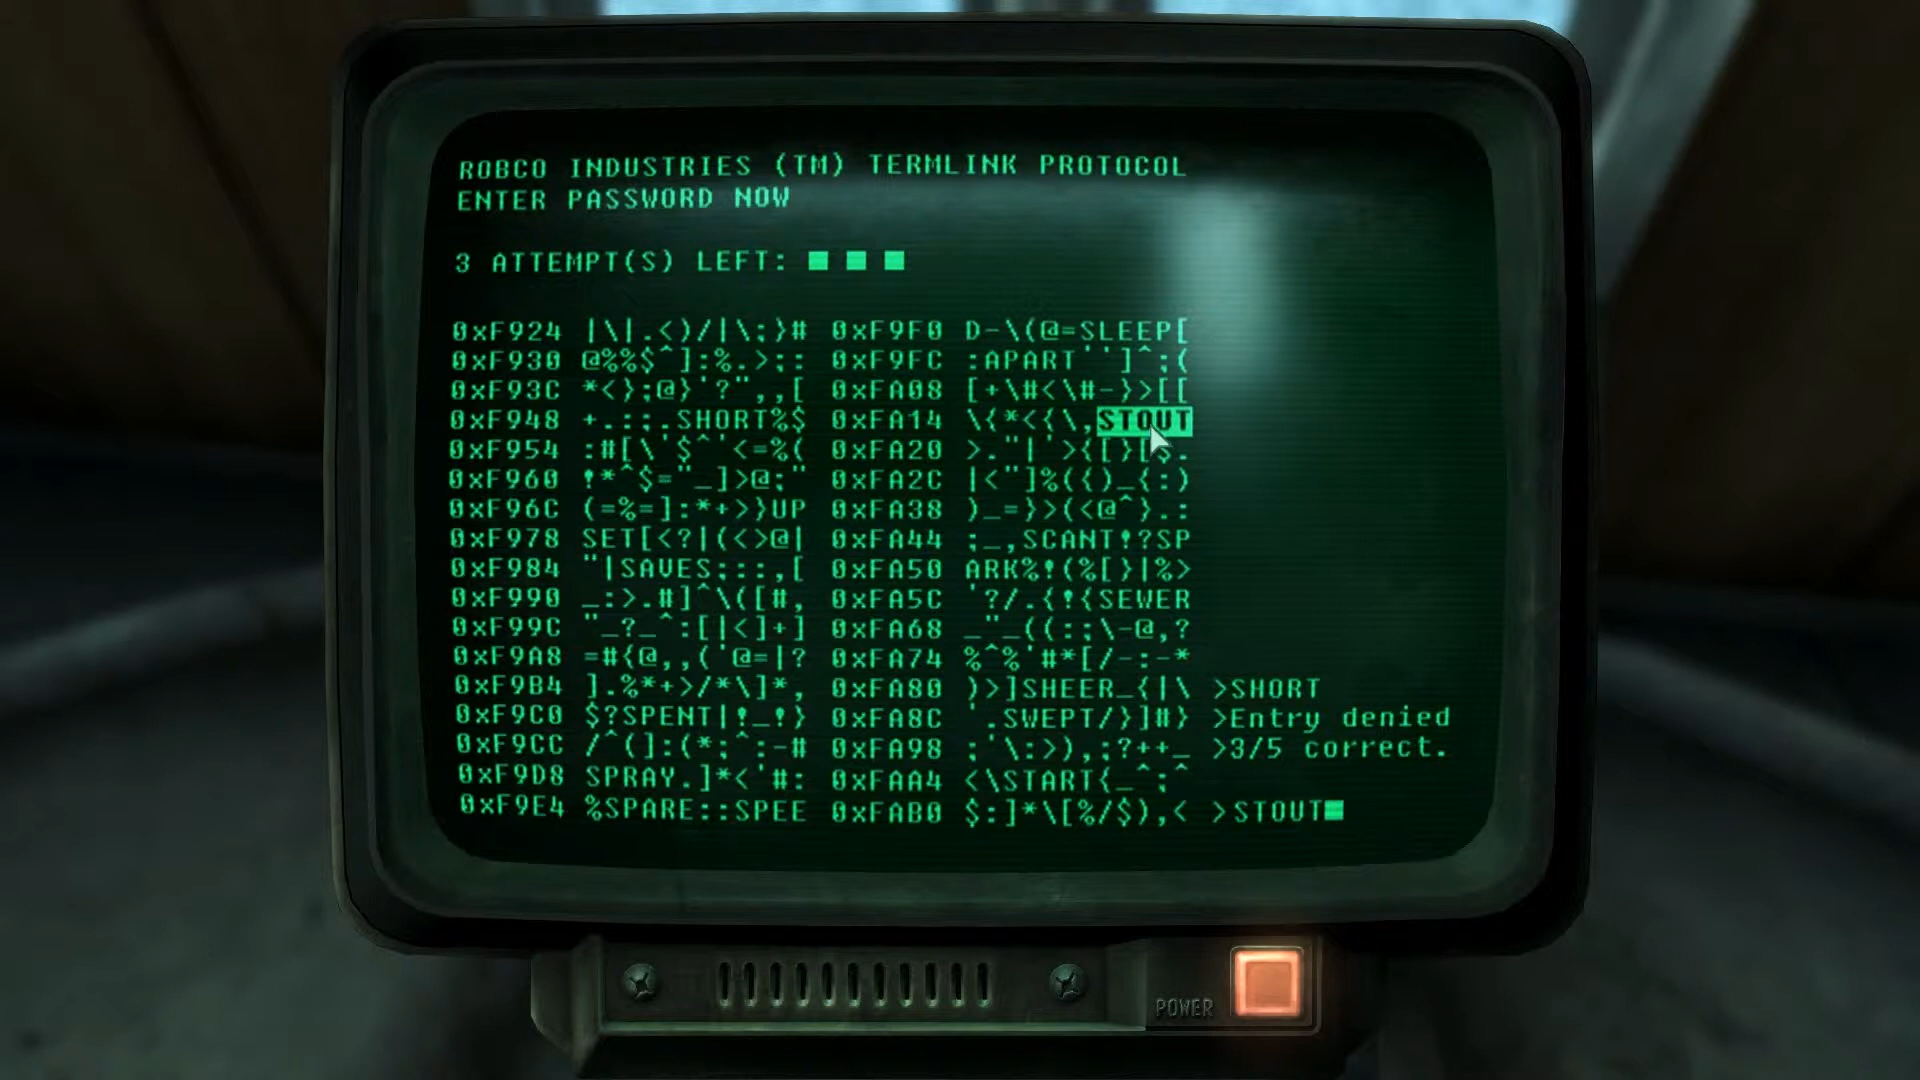 ROBCO INDUSTRIES (TM) TERMLINK PROTOCOL
ENTER PASSWORD NOW
3 ATTEMPT(S) LEFT: ■ ■ ■
0xF924 |\|.<)/|\;}# 0xF9F0 D-\(@=SLEEP[
0xF930 @%%$^]:%.>;: 0xF9FC :APART'']^;(
0xF93C *<};@}'?",,[ 0xFA08 [+\#<\#-}>[[
0xF948 +.:;.SHORT%$ 0xFA14 \{*<{\,STOUT
0xF954 :#[\'$^'<=%( 0xFA20 >."|'>{[}[$.
0xF960 !*^$="_]>@;" 0xFA2C |<"]%({)_{:)
0xF96C (=%=]:*+>}UP 0xFA38 )_=}>(<@^}.:
0xF978 SET[<?|(<>@| 0xFA44 ;_,SCANT!?SP
0xF984 "|SAVES;::,[ 0xFA50 ARK%!(%[}|%>
0xF990 _:>.#]^\([#, 0xFA5C '?/.{!{SEWER
0xF99C "_?_^:[|<]+] 0xFA68 _"_((:;\-@,?
0xF9A8 =#{@,,('@=|? 0xFA74 %^%'#*[/-:-*
0xF9B4 ].%*+>/*\]*, 0xFA80 )>]SHEER_{|\ >SHORT
0xF9C0 $?SPENT|!_!} 0xFA8C '.SWEPT/}]#} >Entry denied
0xF9CC /^(]:(*;^:-# 0xFA98 ;'\:>),;?++_ >3/5 correct.
0xF9D8 SPRAY.]*<'#: 0xFAA4 <\START{_^;^
0xF9E4 %SPARE::SPEE 0xFAB0 $:]*\[%/$),< >STOUT■
POWER